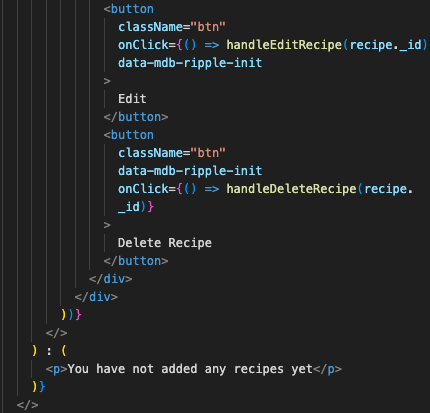 <button
className="btn"
onClick={() => handleEditRecipe(recipe._id)
data-mdb-ripple-init
>
Edit
</button>
<button
className="btn"
data-mdb-ripple-init
onClick={() => handleDeleteRecipe(recipe.
_id)}
>
Delete Recipe
</button>
</div>
</div>
))}
</>
) : (
<p>You have not added any recipes yet</p>
)}
</>